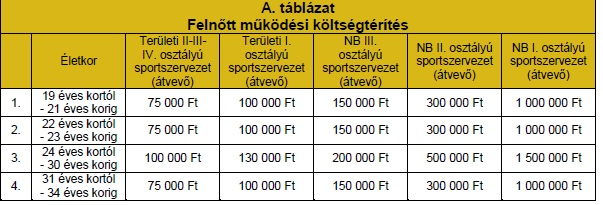 A. táblázat
Felnőtt működési költségtérítés
Életkor
Területi II-III-
IV. osztályú
sportszervezet
(átvevő)
Területi I.
osztályú
sportszervezet
(átvevő)
NB III.
osztályú
sportszervezet
(átvevő)
NB II. osztályú
sportszervezet
(átvevő)
NB I. osztályú
sportszervezet
(átvevő)
1.
19 éves kortól
- 21 éves korig
75 000 Ft
100 000 Ft
150 000 Ft
300 000 Ft
1 000 000 Ft
2.
22 éves kortól
- 23 éves korig
75 000 Ft
100 000 Ft
150 000 Ft
300 000 Ft
1 000 000 Ft
3.
24 éves kortól
- 30 éves korig
100 000 Ft
130 000 Ft
200 000 Ft
500 000 Ft
1 500 000 Ft
4.
31 éves kortól
- 34 éves korig
75 000 Ft
100 000 Ft
150 000 Ft
300 000 Ft
1 000 000 Ft